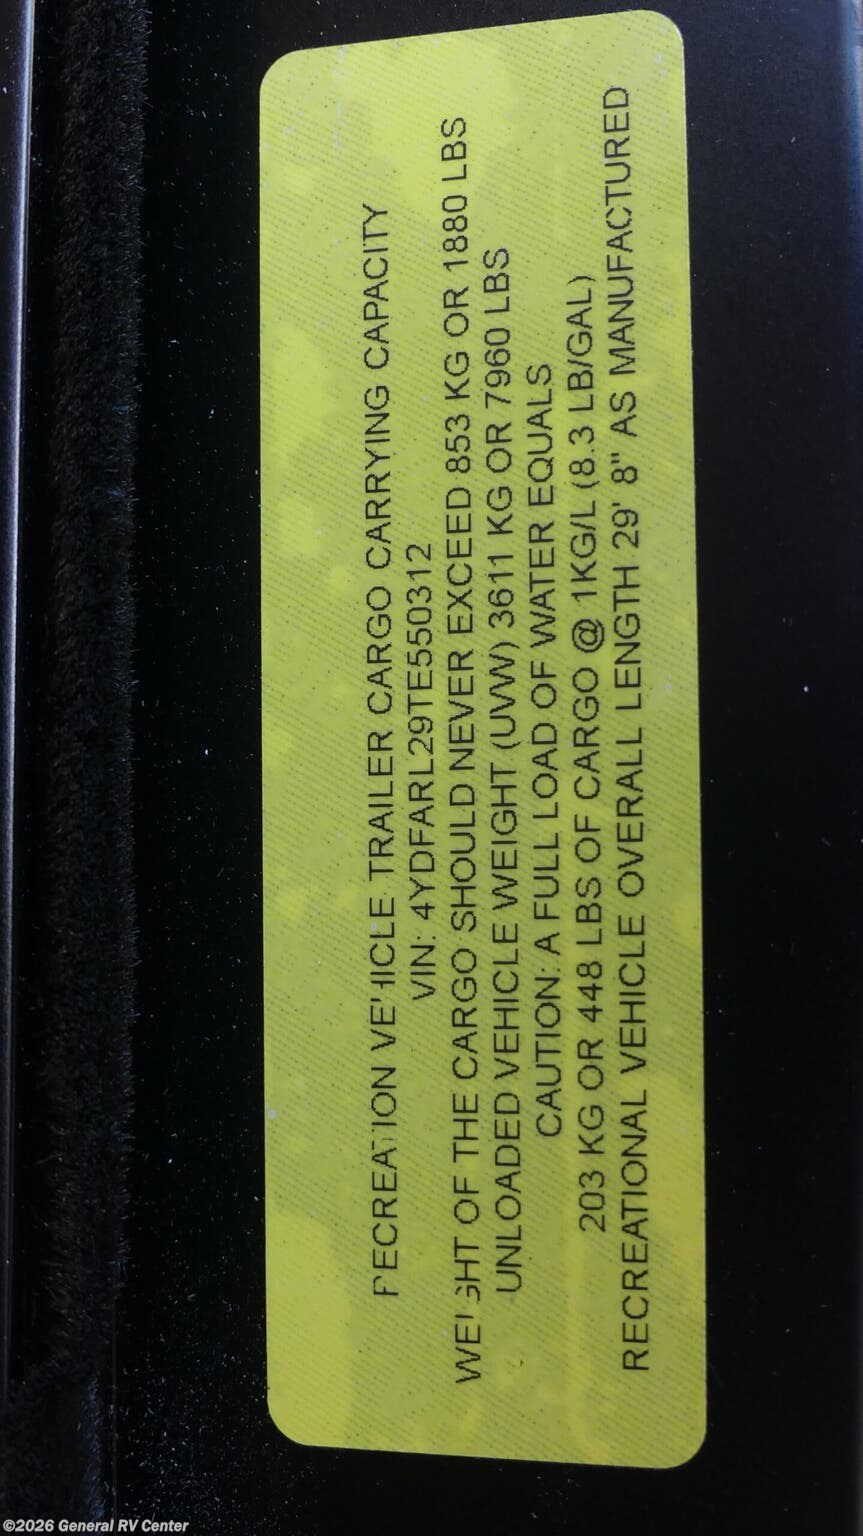 RECREATION VEHICLE TRAILER CARGO CARRYING CAPACITY
VIN: 4YDFARL29TE550312
WEIGHT OF THE CARGO SHOULD NEVER EXCEED 853 KG OR 1880 LBS
UNLOADED VEHICLE WEIGHT (UVW) 3611 KG OR 7960 LBS
CAUTION: A FULL LOAD OF WATER EQUALS
203 KG OR 448 LBS OF CARGO @ 1KG/L (8.3 LB/GAL)
RECREATIONAL VEHICLE OVERALL LENGTH 29' 8" AS MANUFACTURED
©2026 General RV Center